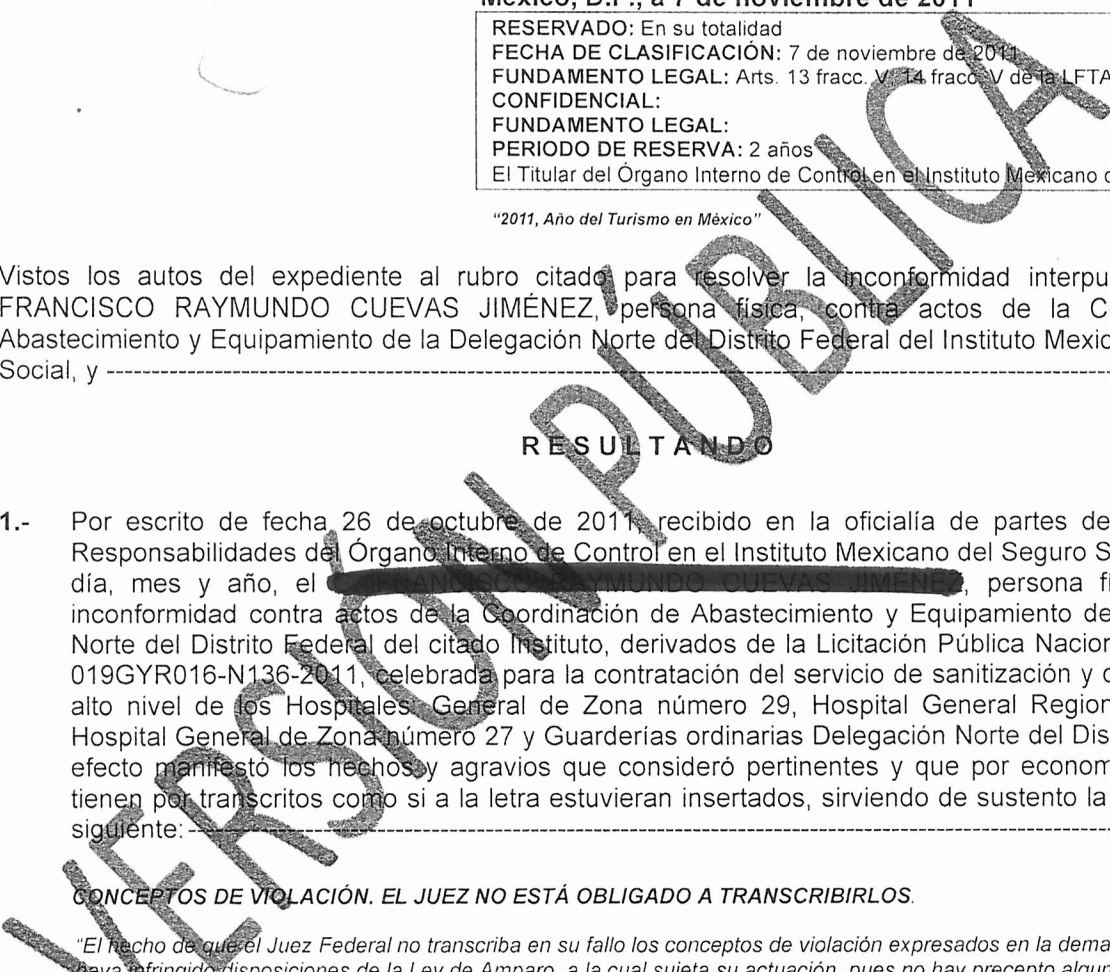 México, D.F., a 7 de noviembre de 2011
RESERVADO: En su totalidad
FECHA DE CLASIFICACIÓN: 7 de noviembre de 2011
FUNDAMENTO LEGAL: Arts. 13 fracc. V, 14 fracc. V de la LFTA
CONFIDENCIAL:
FUNDAMENTO LEGAL:
PERIODO DE RESERVA: 2 años
El Titular del Órgano Interno de Control en el Instituto Mexicano
"2011, Año del Turismo en México"
Vistos los autos del expediente al rubro citado para resolver la inconformidad interpu
FRANCISCO RAYMUNDO CUEVAS JIMÉNEZ, persona física, contra actos de la C
Abastecimiento y Equipamiento de la Delegación Norte del Distrito Federal del Instituto Mexic
Social, y ----------
RESULTANDO
1.- Por escrito de fecha 26 de octubre de 2011, recibido en la oficialía de partes de
Responsabilidades del Órgano Interno de Control en el Instituto Mexicano del Seguro S
día, mes y año, el , persona fí
inconformidad contra actos de la Coordinación de Abastecimiento y Equipamiento de
Norte del Distrito Federal del citado Instituto, derivados de la Licitación Pública Nacion
019GYR016-N136-2011, celebrada para la contratación del servicio de sanitización y
alto nivel de los Hospitales: General de Zona número 29, Hospital General Region
Hospital General de Zona número 27 y Guarderías ordinarias Delegación Norte del Dis
efecto manifestó los hechos y agravios que consideró pertinentes y que por econom
tienen por transcritos como si a la letra estuvieran insertados, sirviendo de sustento la
siguiente: ----------
CONCEPTOS DE VIOLACIÓN. EL JUEZ NO ESTÁ OBLIGADO A TRANSCRIBIRLOS.
"El hecho de que el Juez Federal no transcriba en su fallo los conceptos de violación expresados en la dema
haya infringido disposiciones de la Ley de Amparo, a la cual sujeta su actuación, pues no hay precepto algu
VERSIÓN PÚBLICA